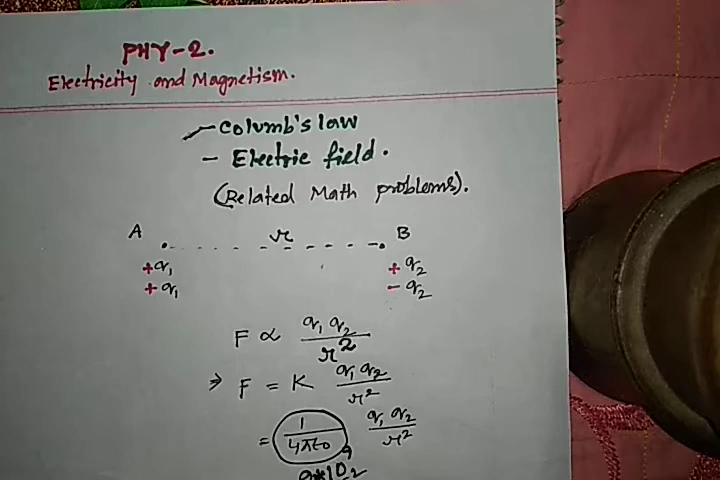 PHY-2.
Electricity and Magnetism.
- Columb's law
- Electric field.
(Related Math problems).
A r B
+q₁ +q₂
+q₁ -q₂
F ∝ q₁ q₂ / r²
⇒ F = K q₁ q₂ / r²
= 1 / 4πε₀ q₁ q₂ / r²